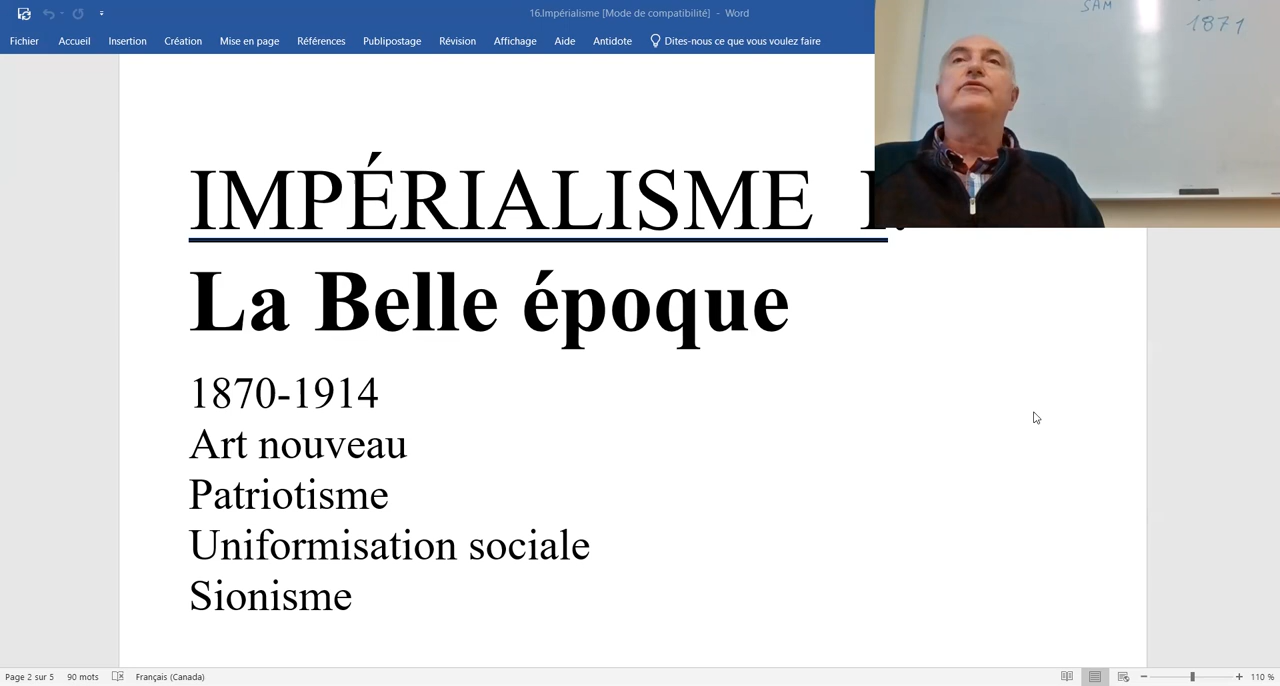 16.Impérialisme [Mode de compatibilité] - Word
Fichier Accueil Insertion Création Mise en page Références Publipostage Révision Affichage Aide Antidote Dites-nous ce que vous voulez faire
SAM
1871
IMPÉRIALISME
La Belle époque
1870-1914
Art nouveau
Patriotisme
Uniformisation sociale
Sionisme
Page 2 sur 5 90 mots Français (Canada) 110 %